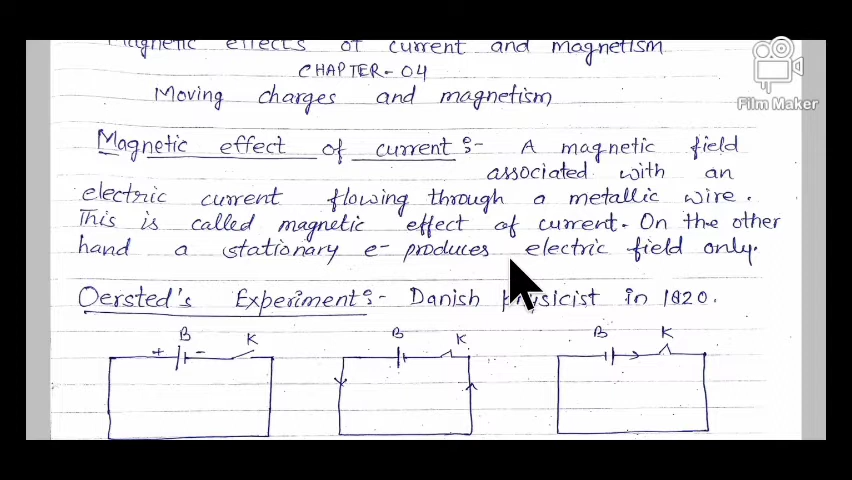 Magnetic effects of current and magnetism
CHAPTER-04
Moving charges and magnetism
Film Maker
Magnetic effect of current :- A magnetic field
associated with an
electric current flowing through a metallic wire.
This is called magnetic effect of current. On the other
hand a stationary e- produces electric field only.
Oersted's Experiment:- Danish physicist in 1820.
B K B K B K
+ -